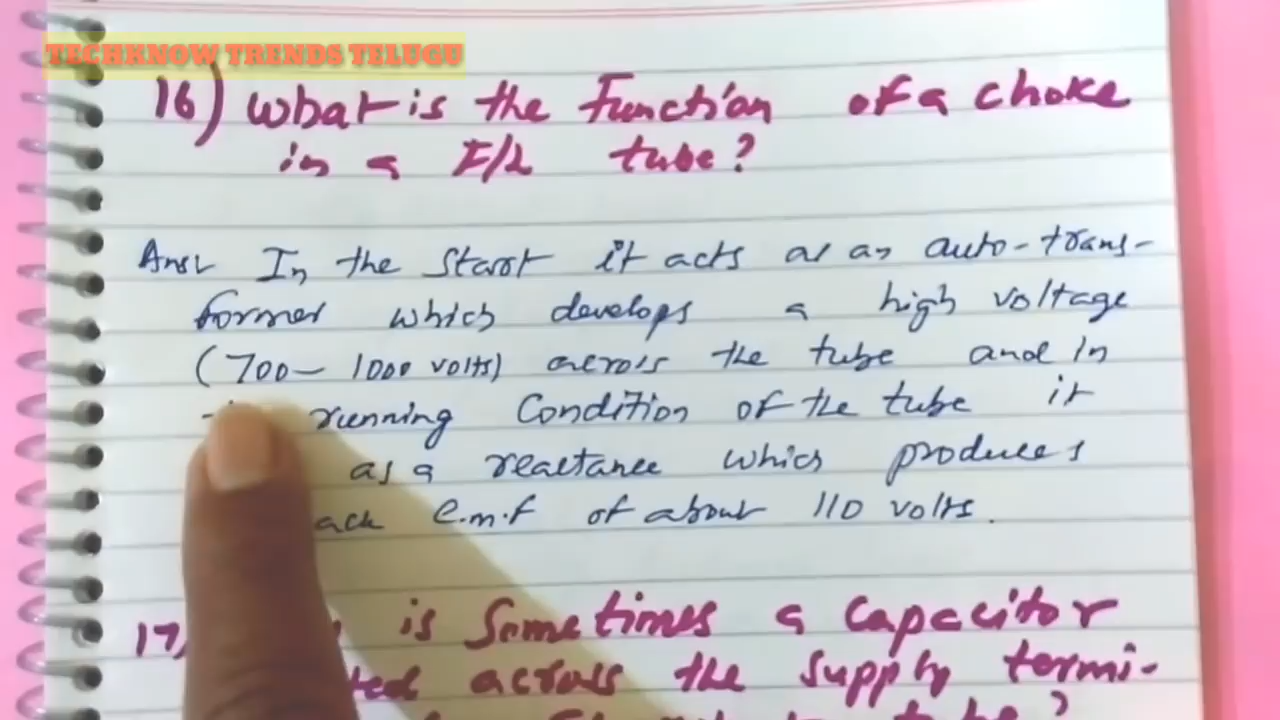 TECHKNOW TRENDS TELUGU
16) What is the Function of a choke
in a F/L tube?
Ans: In the Start it acts as an auto-trans-
former which develops a high voltage
(700- 1000 volts) across the tube and in
running Condition of the tube it
as a reactance which produces
e.m.f of about 110 volts.
17) is Sometimes a capacitor
across the supply termi-